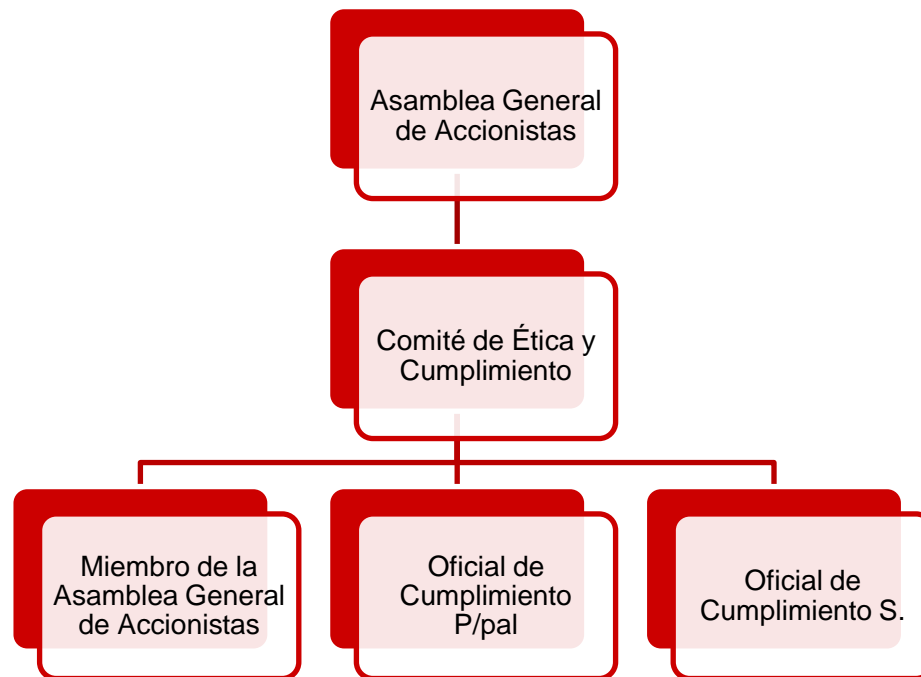 Asamblea General
de Accionistas
Comité de Ética y
Cumplimiento
Miembro de la
Asamblea General
de Accionistas
Oficial de
Cumplimiento
P/pal
Oficial de
Cumplimiento S.